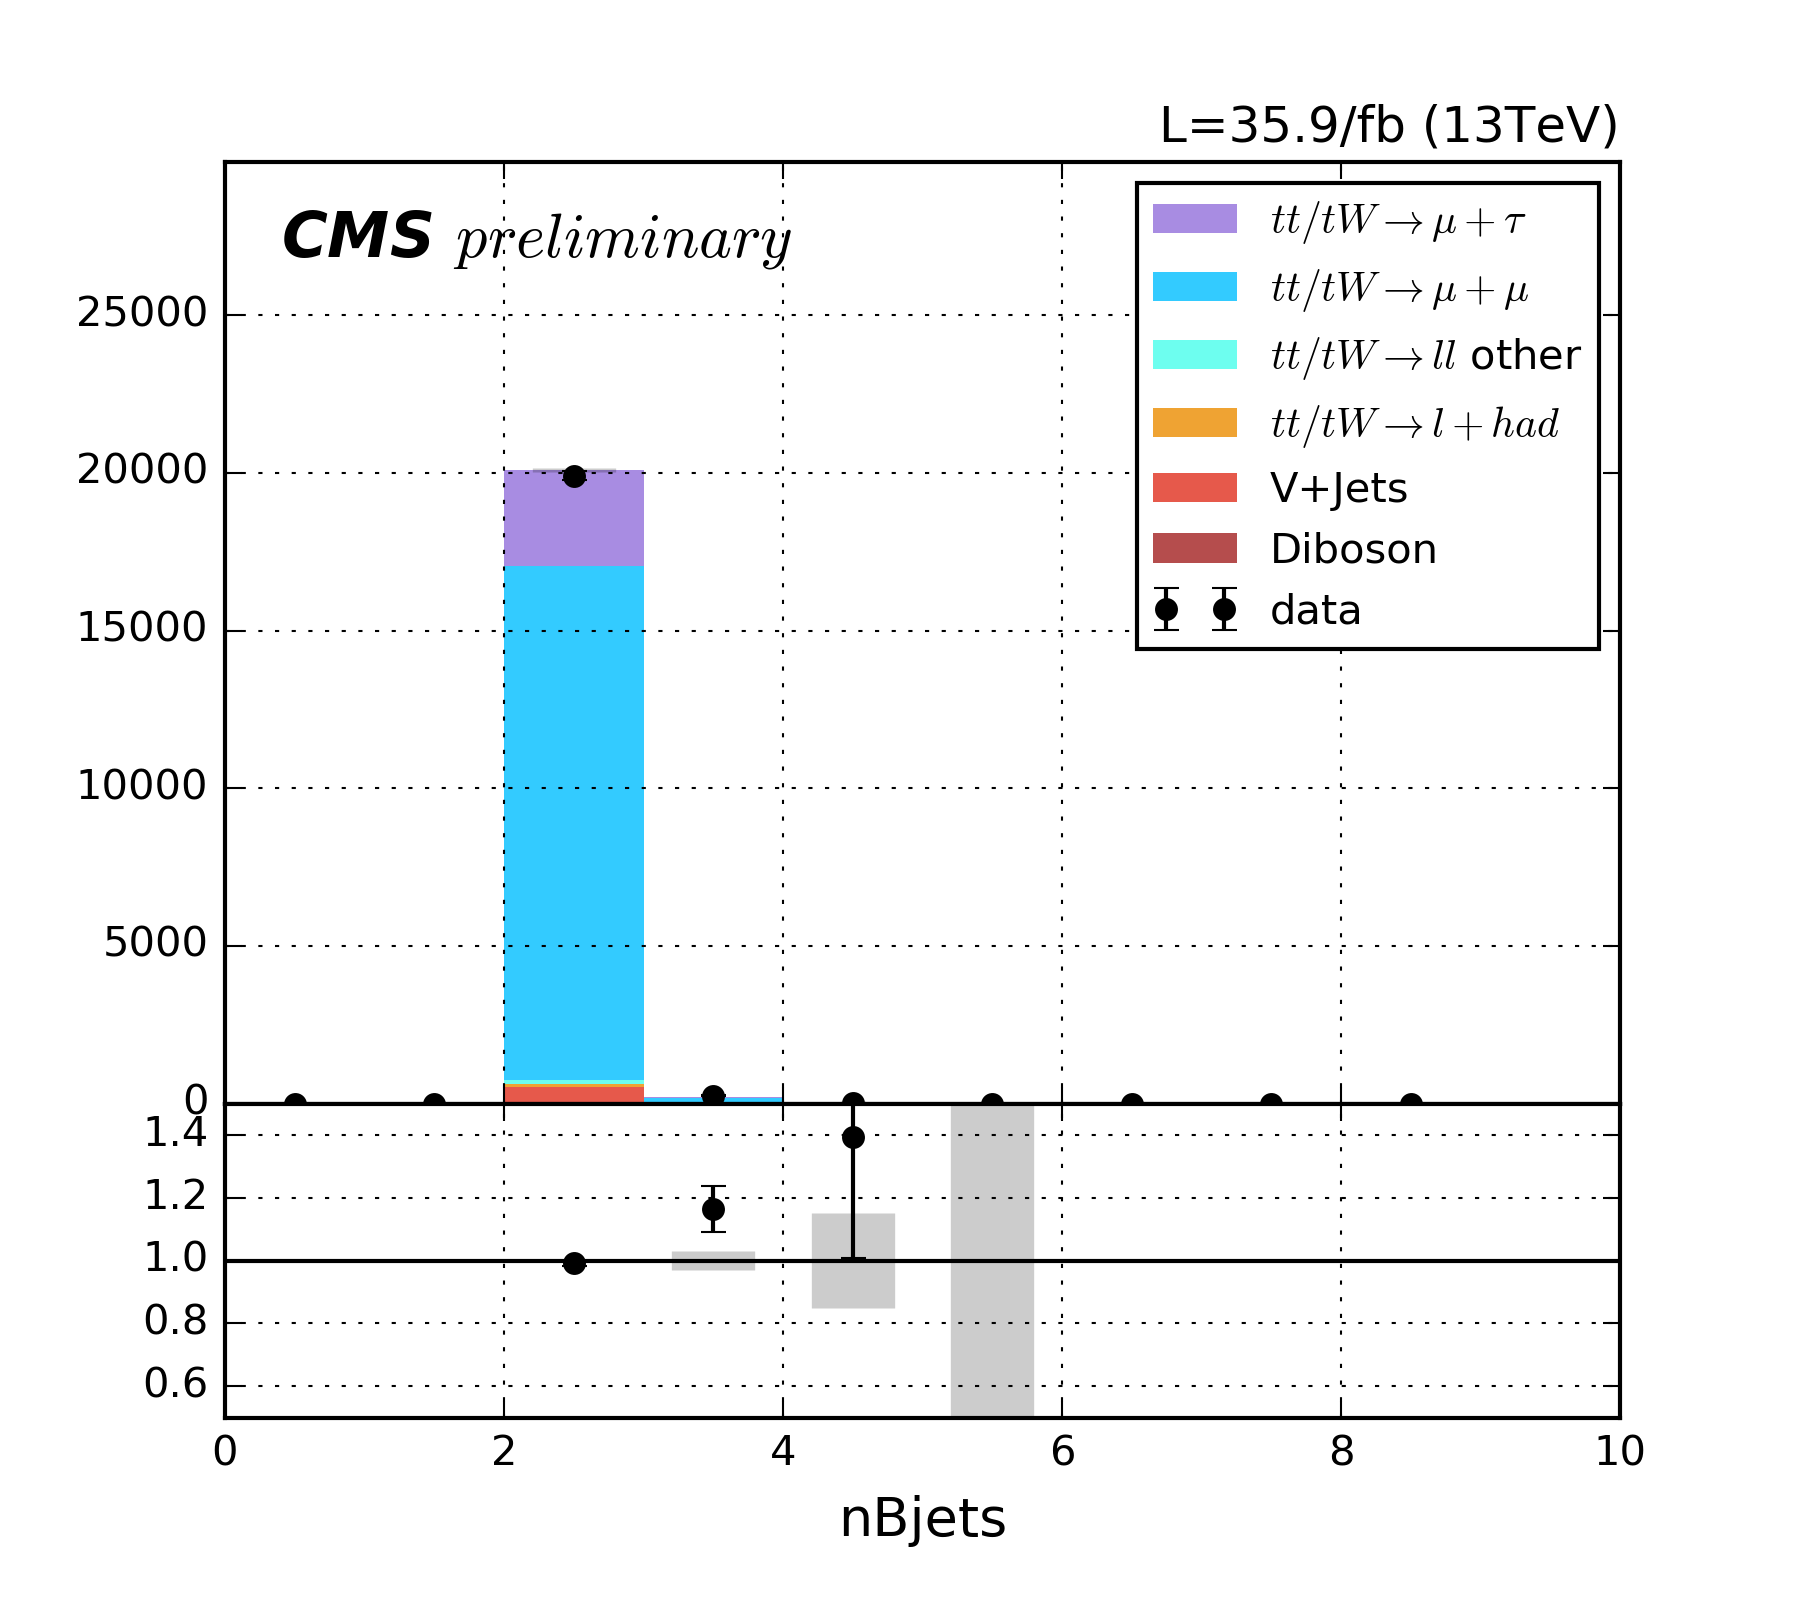 L=35.9/fb (13TeV)
CMS preliminary
tt/tW → μ + τ
tt/tW → μ + μ
tt/tW → ll other
tt/tW → l + had
V+Jets
Diboson
data
25000
20000
15000
10000
5000
0
1.4
1.2
1.0
0.8
0.6
0 2 4 6 8 10
nBjets